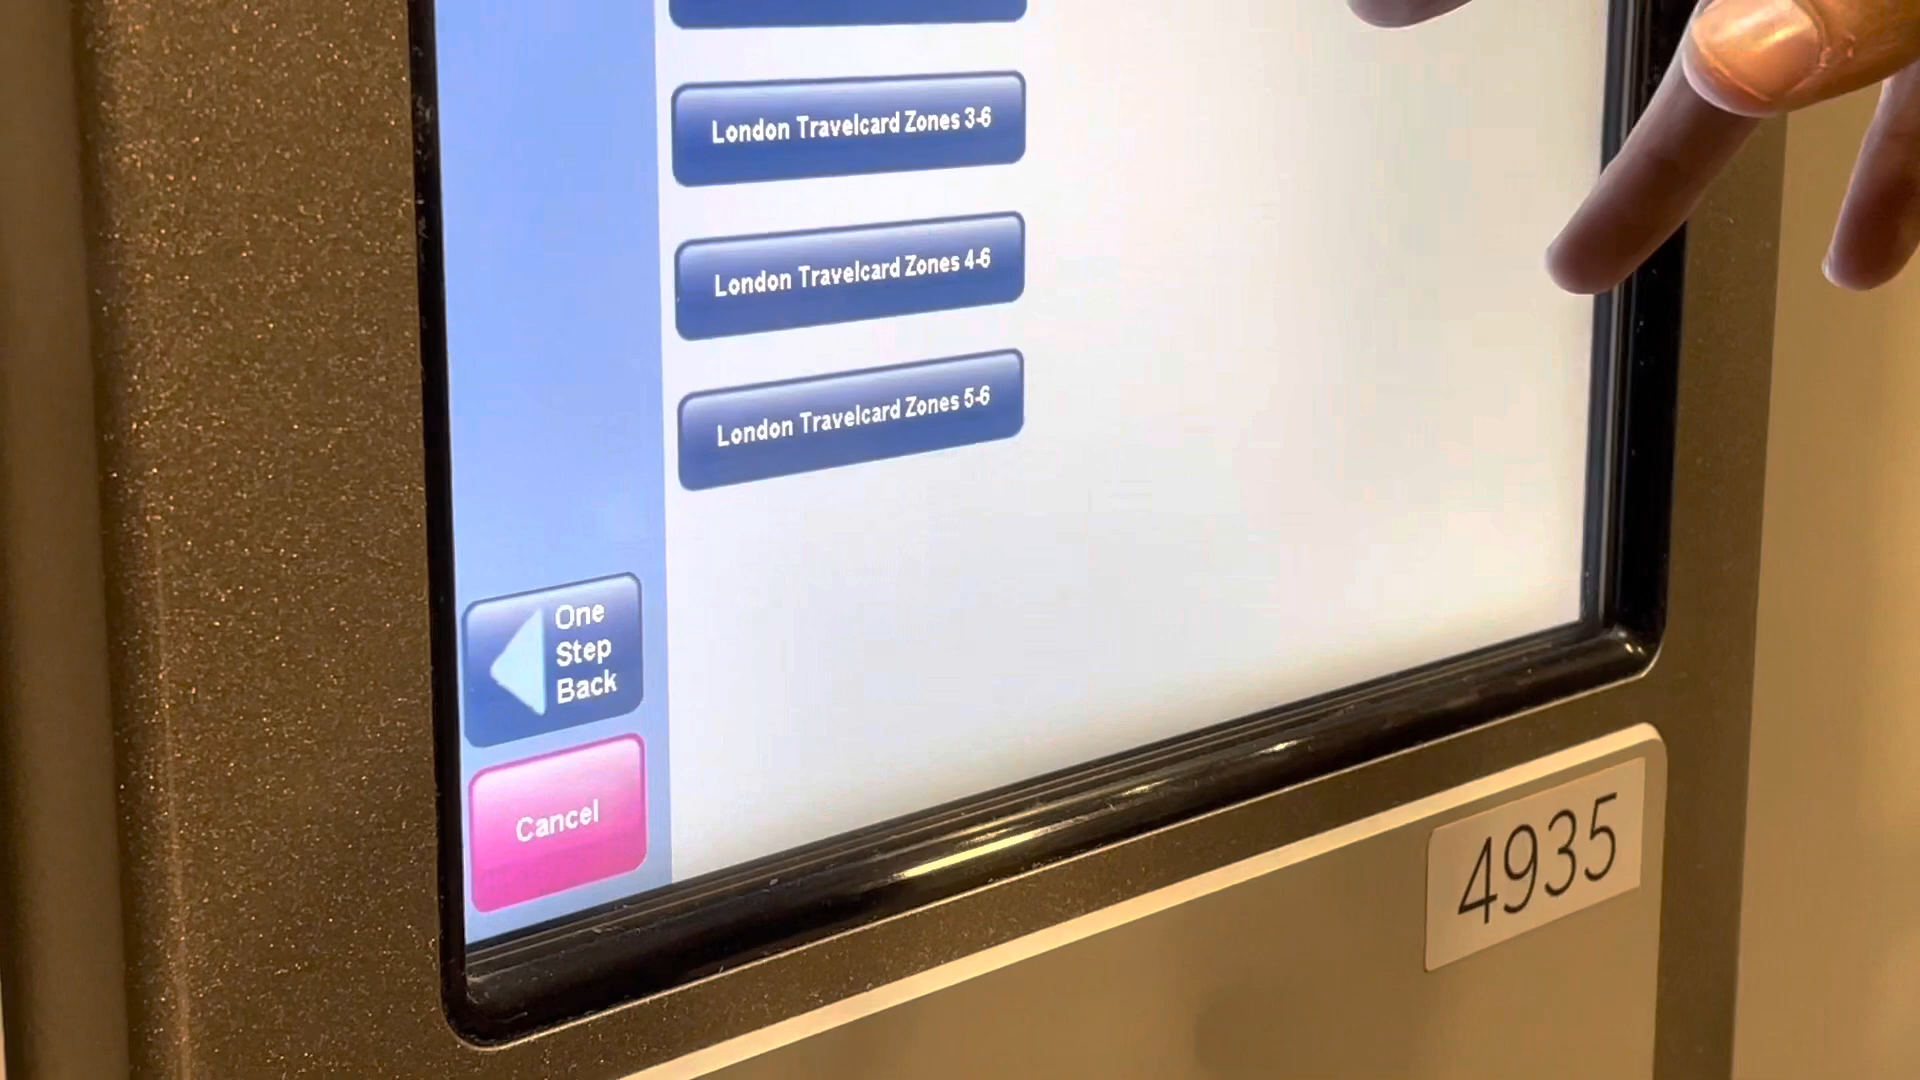 London Travelcard Zones 3-6
London Travelcard Zones 4-6
London Travelcard Zones 5-6
One
Step
Back
Cancel
4935